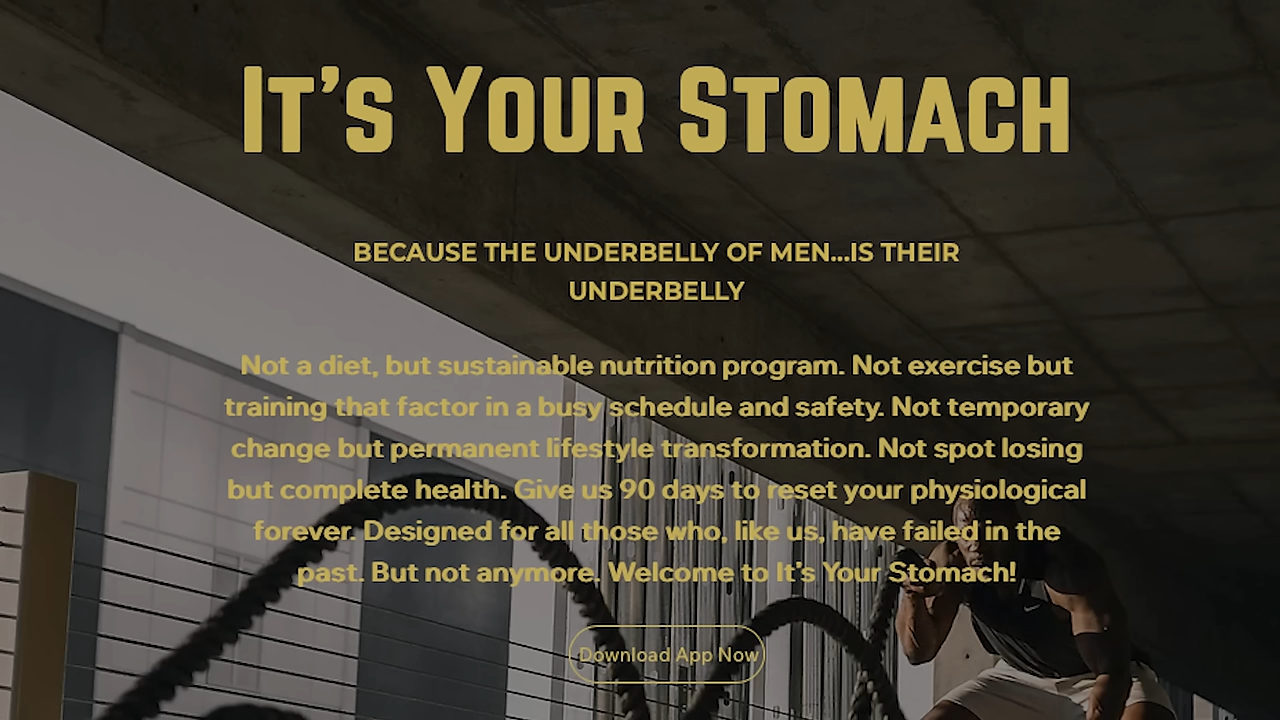 It's Your Stomach
BECAUSE THE UNDERBELLY OF MEN...IS THEIR
UNDERBELLY
Not a diet, but sustainable nutrition program. Not exercise but
training that factor in a busy schedule and safety. Not temporary
change but permanent lifestyle transformation. Not spot losing
but complete health. Give us 90 days to reset your physiological
forever. Designed for all those who, like us, have failed in the
past. But not anymore. Welcome to It's Your Stomach!
Download App Now